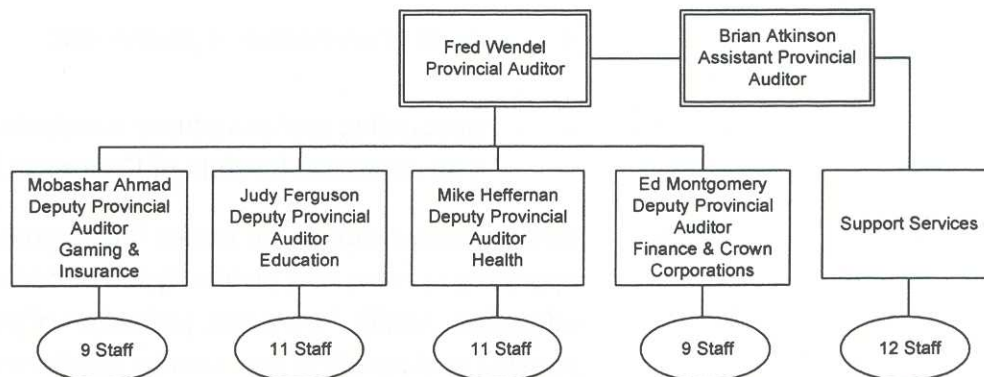 Fred Wendel
Provincial Auditor
Brian Atkinson
Assistant Provincial
Auditor
Mobashar Ahmad
Deputy Provincial
Auditor
Gaming &
Insurance
Judy Ferguson
Deputy Provincial
Auditor
Education
Mike Heffernan
Deputy Provincial
Auditor
Health
Ed Montgomery
Deputy Provincial
Auditor
Finance & Crown
Corporations
Support Services
9 Staff
11 Staff
11 Staff
9 Staff
12 Staff